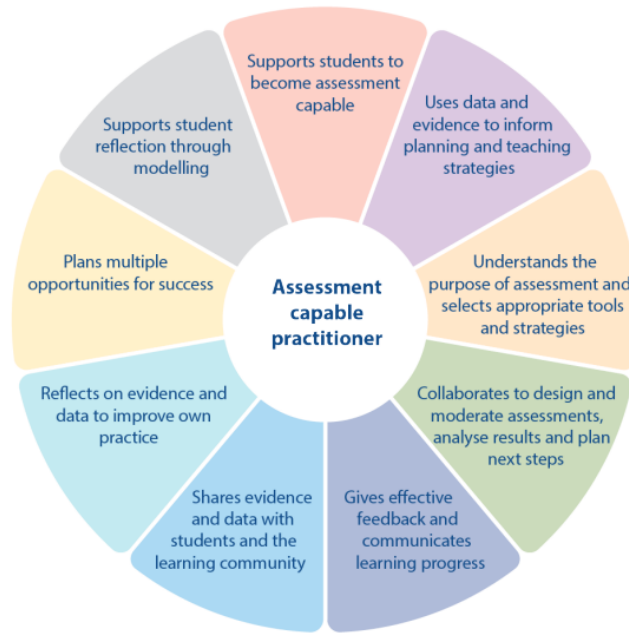 Supports students to
become assessment
capable
Uses data and
evidence to inform
planning and teaching
strategies
Understands the
purpose of assessment and
selects appropriate tools
and strategies
Collaborates to design and
moderate assessments,
analyse results and plan
next steps
Gives effective
feedback and
communicates
learning progress
Shares evidence
and data with
students and the
learning community
Reflects on evidence and
data to improve own
practice
Plans multiple
opportunities for success
Supports student
reflection through
modelling
Assessment
capable
practitioner